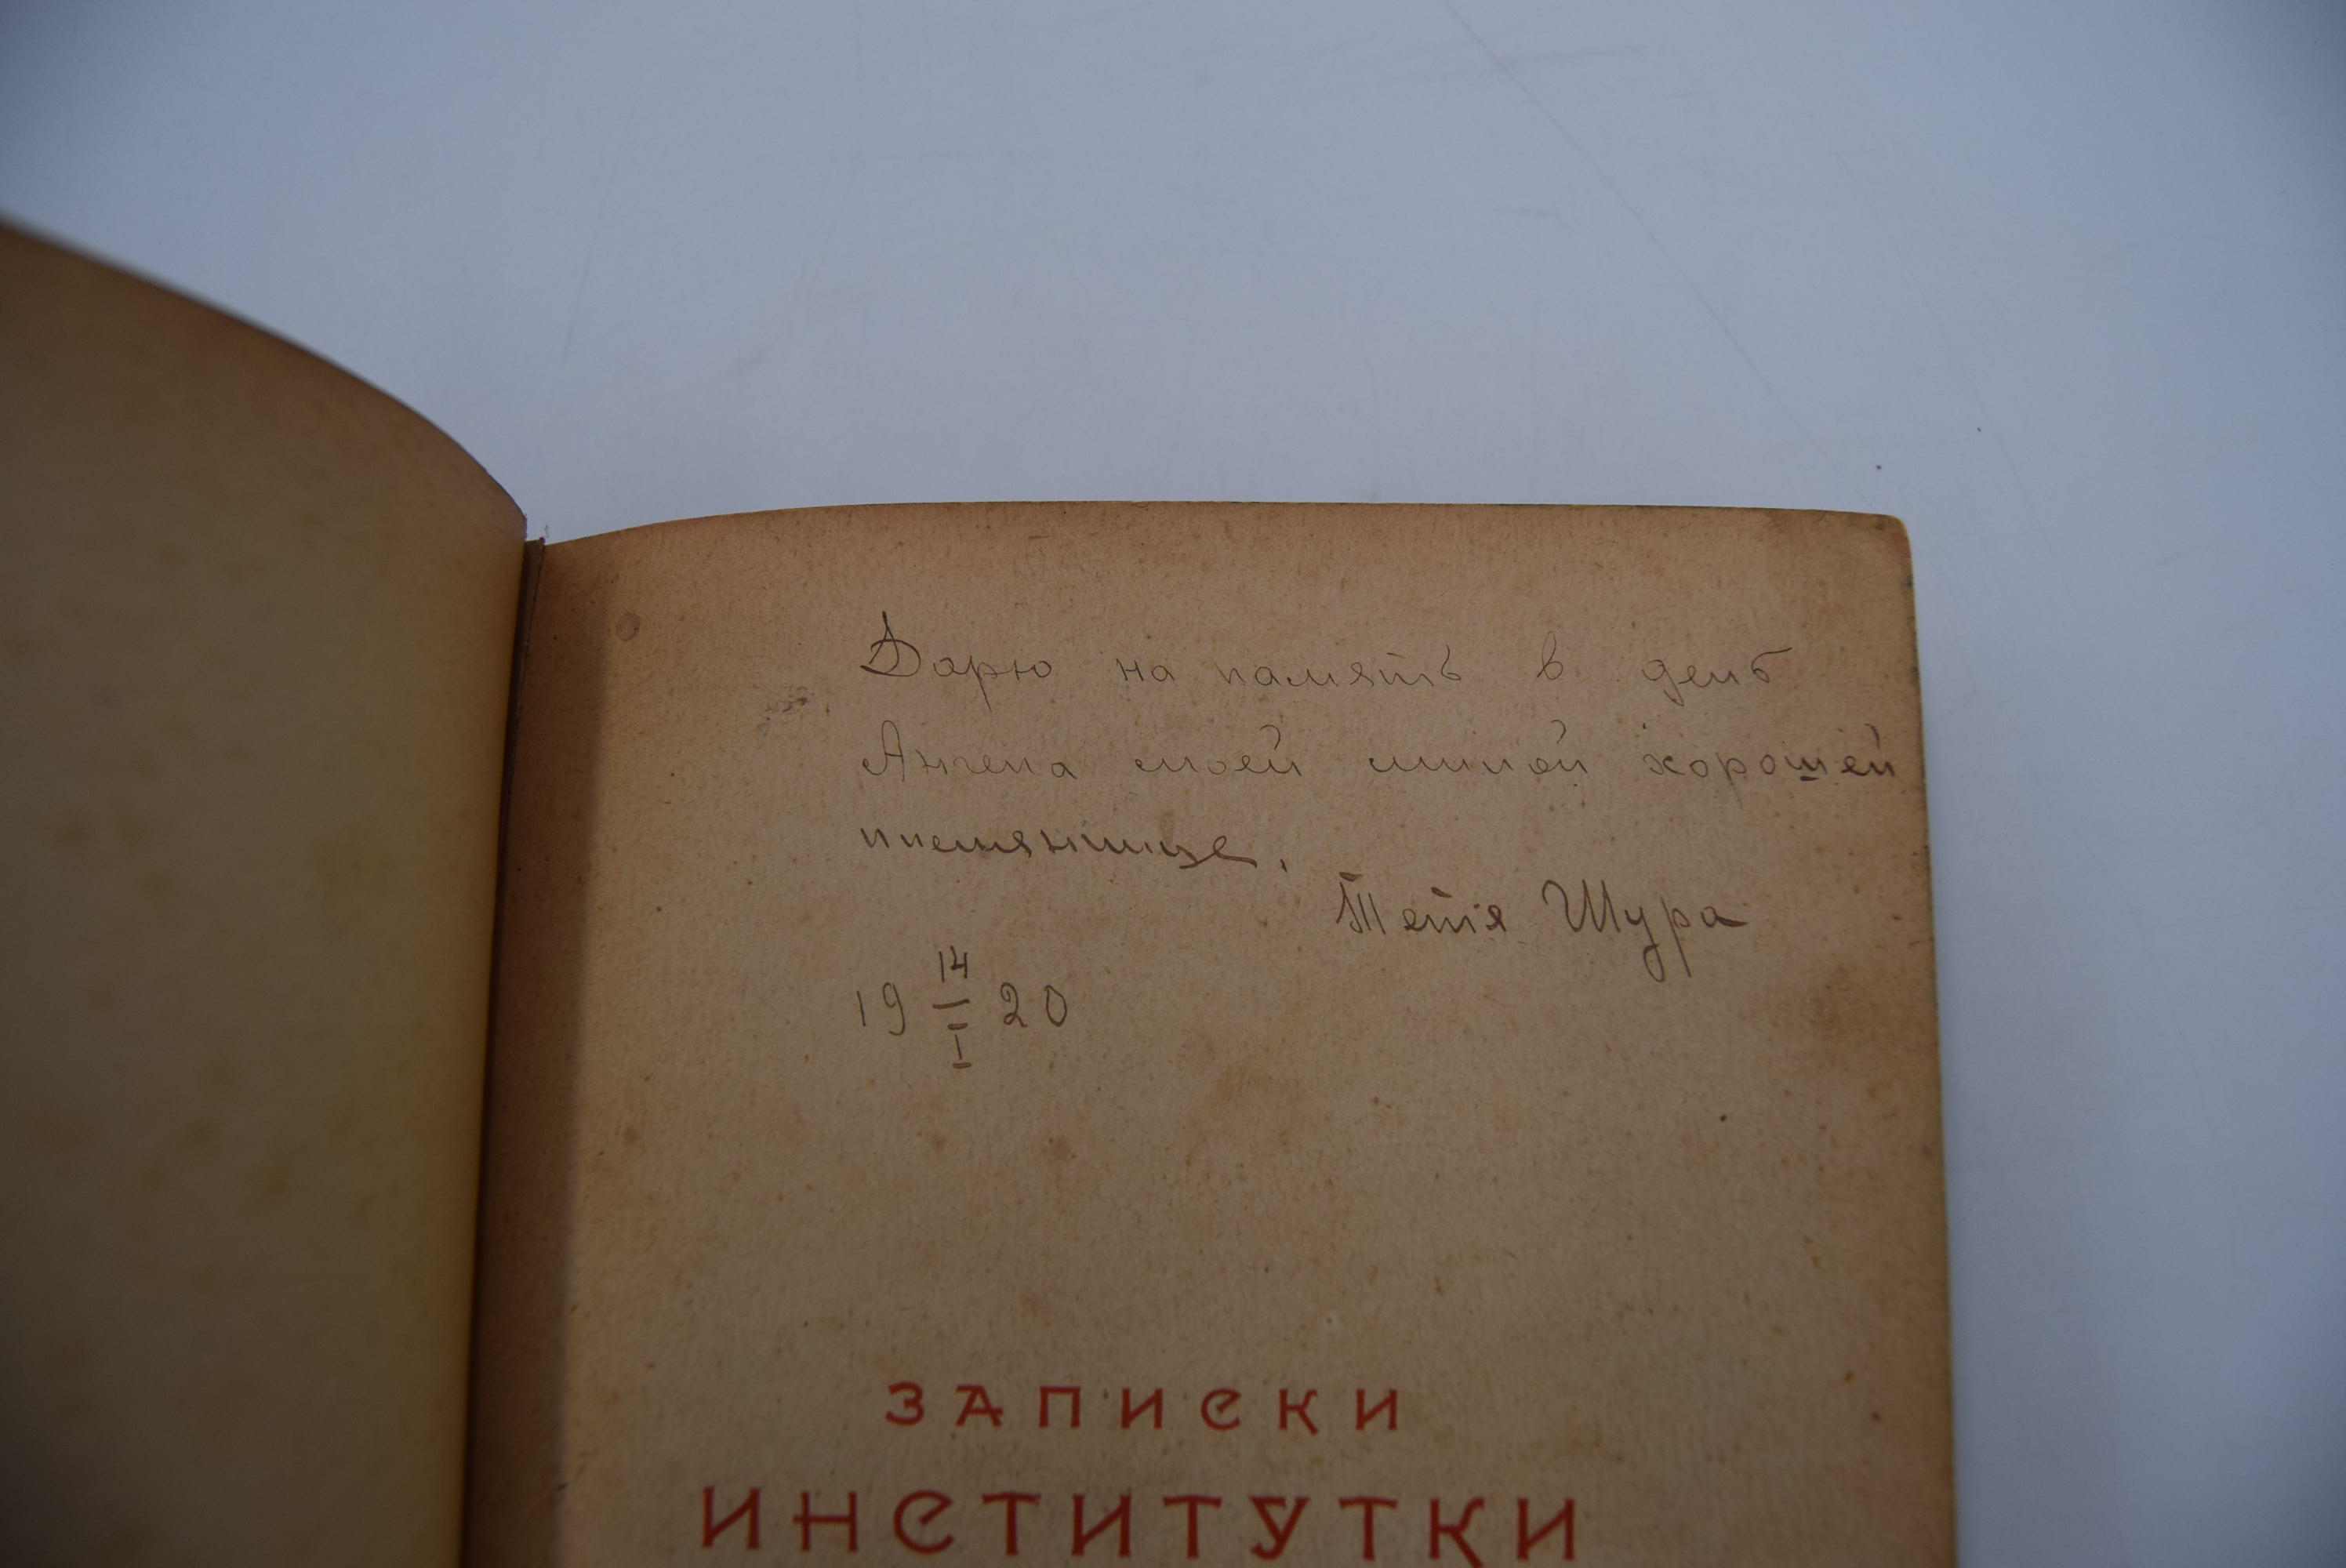 Дарю на память в день
Ангела моей милой хорошей
племяннице.
Тетя Шура
19 14/I 20
ЗАПИСКИ
ИНСТИТУТКИ